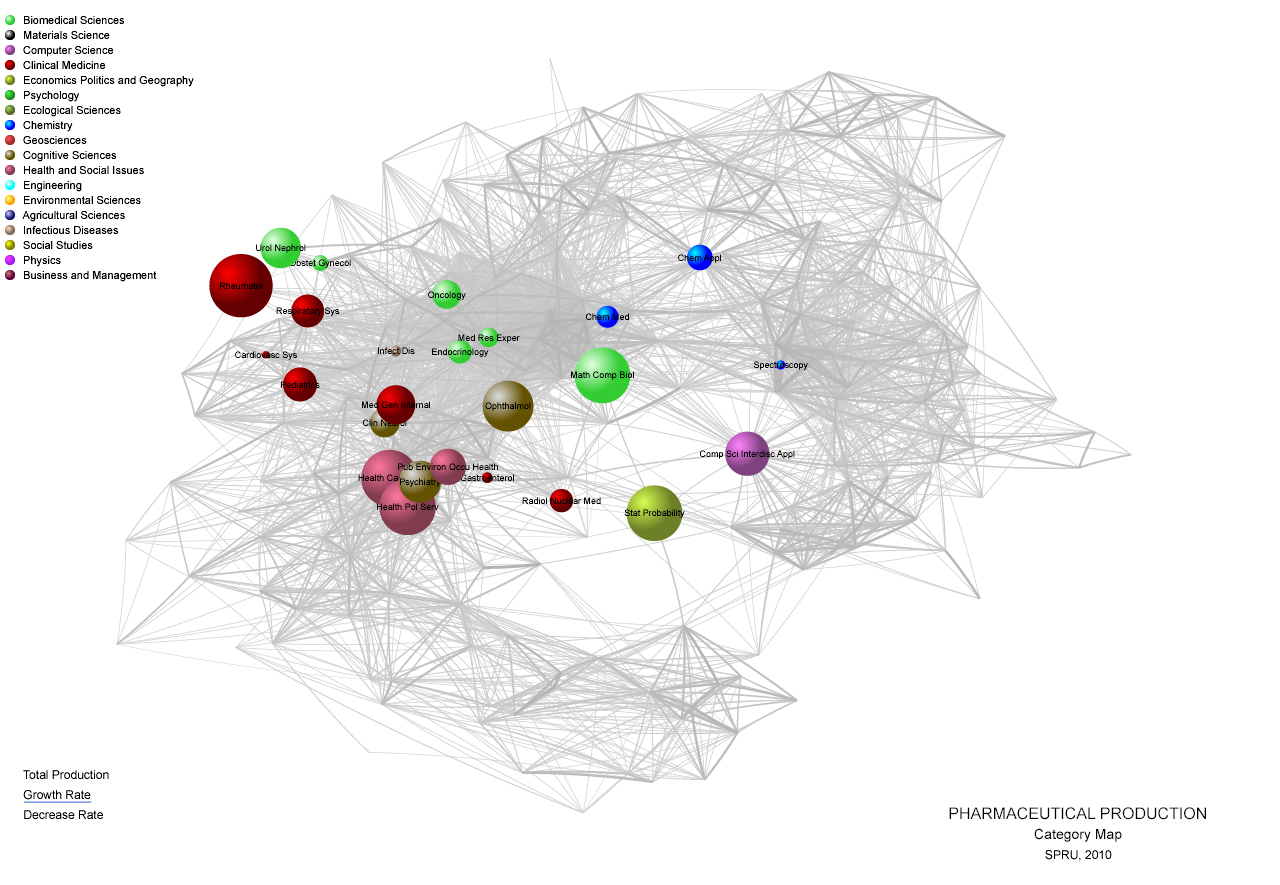 Biomedical Sciences
Materials Science
Computer Science
Clinical Medicine
Economics Politics and Geography
Psychology
Ecological Sciences
Chemistry
Geosciences
Cognitive Sciences
Health and Social Issues
Engineering
Environmental Sciences
Agricultural Sciences
Infectious Diseases
Social Studies
Physics
Business and Management
Urol Nephrol
Obstet Gynecol
Chem Appl
Rheumatol
Oncology
Respiratory Sys
Chem Med
Med Res Exper
Infect Dis
Endocrinology
Cardiovasc Sys
Spectroscopy
Math Comp Biol
Pediatrics
Med Gen Internal
Ophthalmol
Clin Neurol
Comp Sci Interdisc Appl
Pub Environ Occu Health
Health Ca
Gastroenterol
Psychiatry
Radiol Nuclear Med
Health Pol Serv
Stat Probability
Total Production
Growth Rate
Decrease Rate
PHARMACEUTICAL PRODUCTION
Category Map
SPRU, 2010